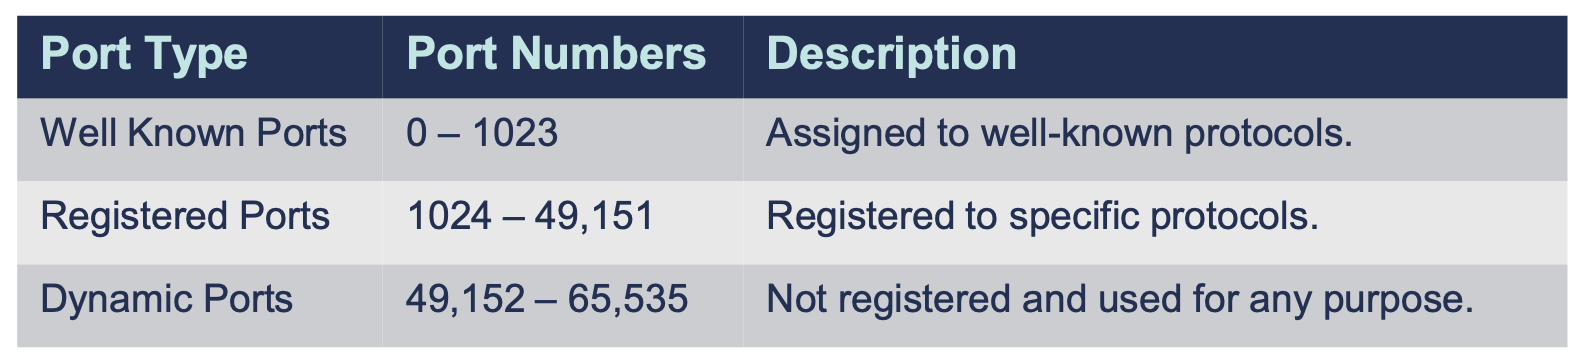 Port Type Port Numbers Description
Well Known Ports 0 – 1023 Assigned to well-known protocols.
Registered Ports 1024 – 49,151 Registered to specific protocols.
Dynamic Ports 49,152 – 65,535 Not registered and used for any purpose.